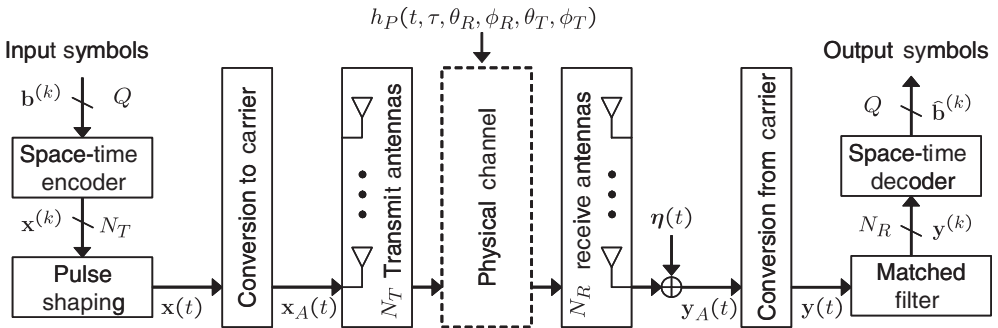 h_P(t, τ, θ_R, ϕ_R, θ_T, ϕ_T)
Input symbols
b^{(k)} Q
Space-time
encoder
x^{(k)} N_T
Pulse
shaping
x(t)
Conversion to carrier
x_A(t)
N_T Transmit antennas
Physical channel
N_R receive antennas
η(t)
y_A(t)
Conversion from carrier
y(t)
Output symbols
Q b̂^{(k)}
Space-time
decoder
N_R y^{(k)}
Matched
filter